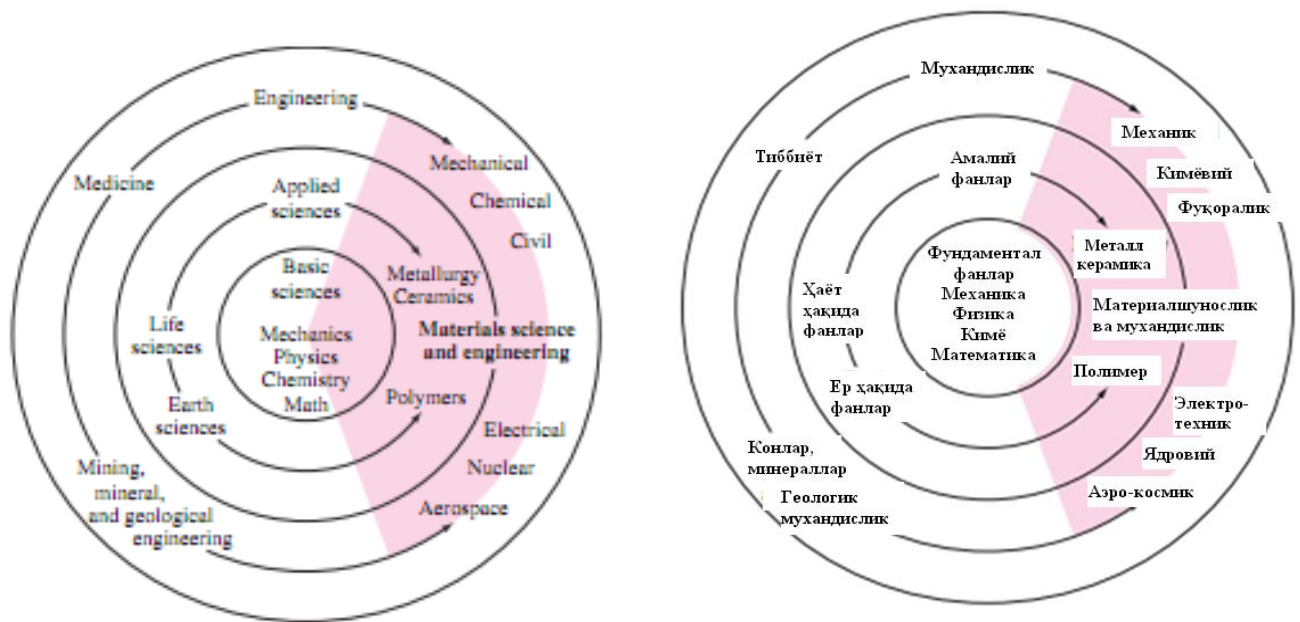 Engineering
Medicine
Applied
sciences
Mechanical
Chemical
Civil
Basic
sciences
Metallurgy
Ceramics
Life
sciences
Mechanics
Physics
Chemistry
Math
Materials science
and engineering
Earth
sciences
Polymers
Electrical
Nuclear
Aerospace
Mining,
mineral,
and geological
engineering
Мухандислик
Тиббиёт
Амалий
фанлар
Механик
Кимёвий
Фуқоралик
Фундаментал
фанлар
Механика
Физика
Кимё
Математика
Металл
керамика
Ҳаёт
ҳақида
фанлар
Материалшунослик
ва мухандислик
Ер ҳақида
фанлар
Полимер
Электро-
техник
Ядровий
Аэро-космик
Конлар,
минераллар
Геологик
мухандислик